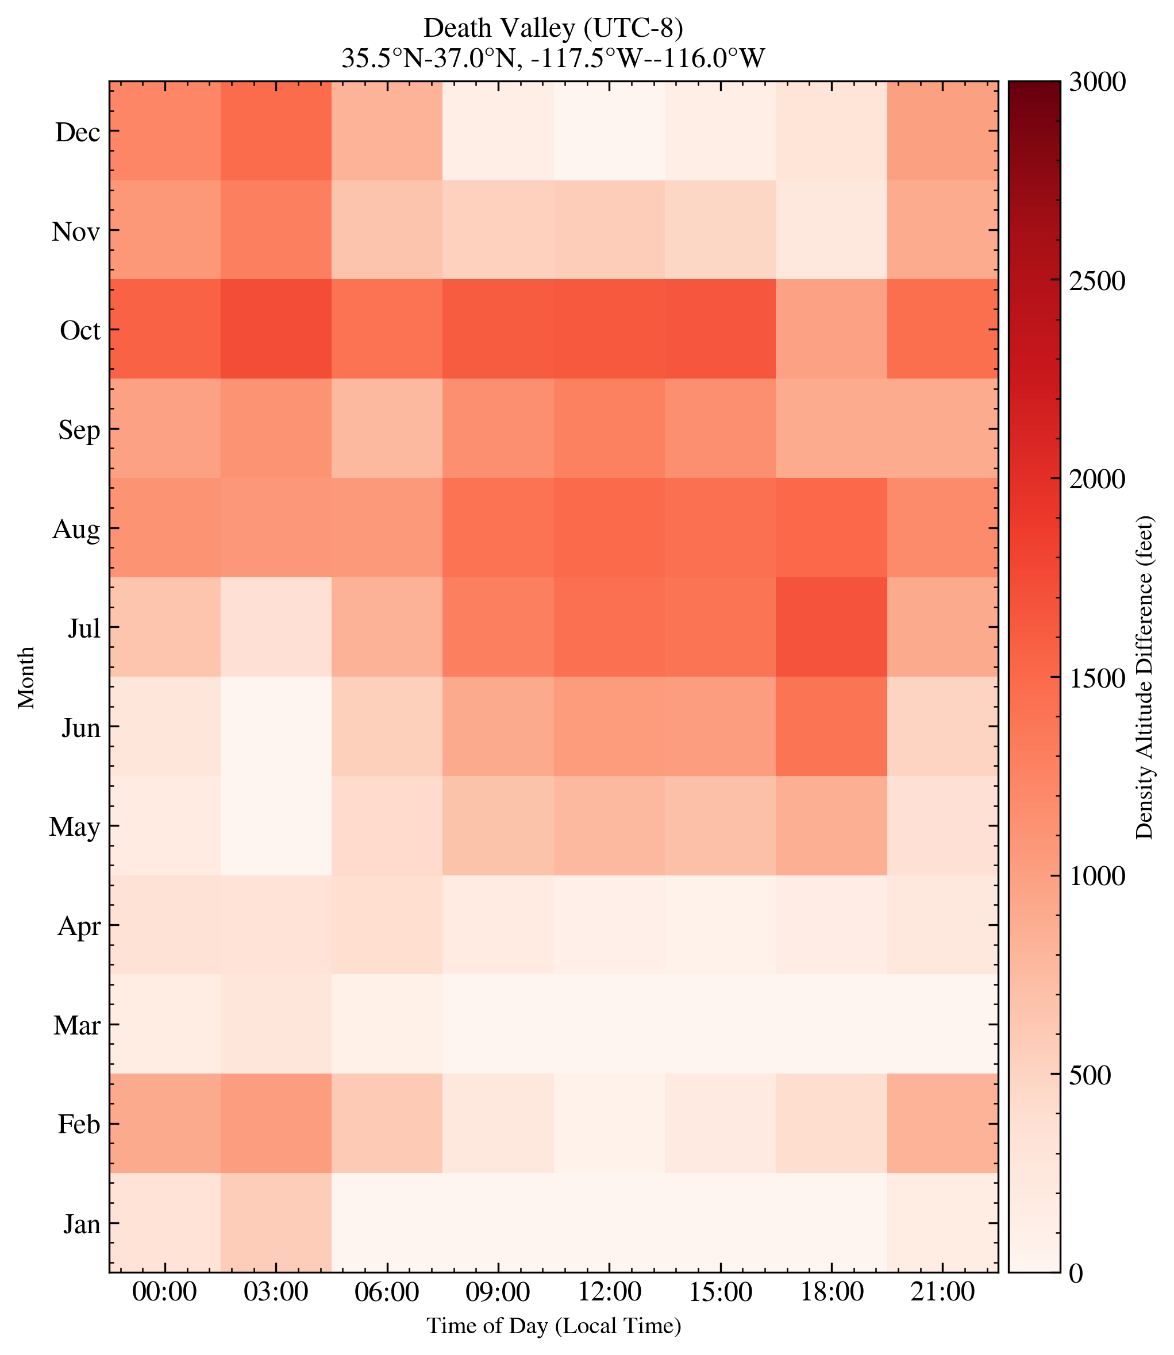 Death Valley (UTC-8)
35.5°N-37.0°N, -117.5°W--116.0°W
Dec
Nov
Oct
Sep
Aug
Jul
Jun
May
Apr
Mar
Feb
Jan
Month
00:00 03:00 06:00 09:00 12:00 15:00 18:00 21:00
Time of Day (Local Time)
3000
2500
2000
1500
1000
500
0
Density Altitude Difference (feet)